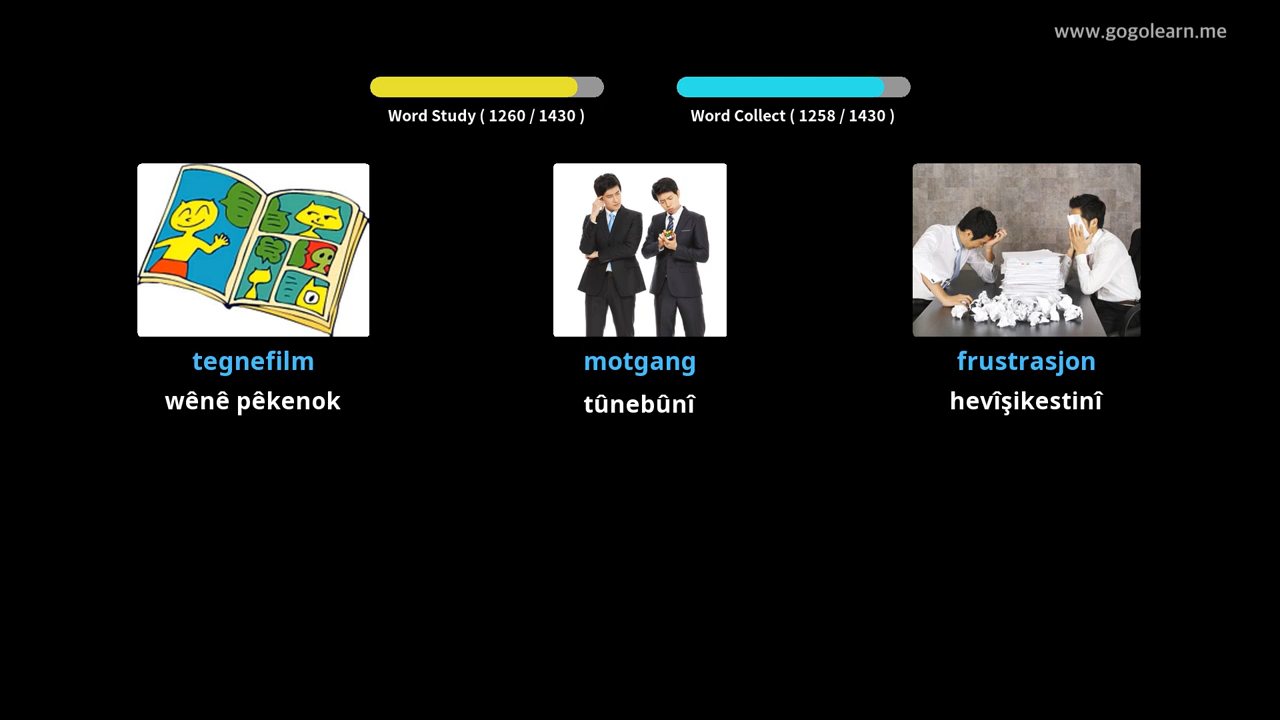 www.gogolearn.me
Word Study ( 1260 / 1430 )
Word Collect ( 1258 / 1430 )
tegnefilm
motgang
frustrasjon
wênê pêkenok
tûnebûnî
hevîşikestinî